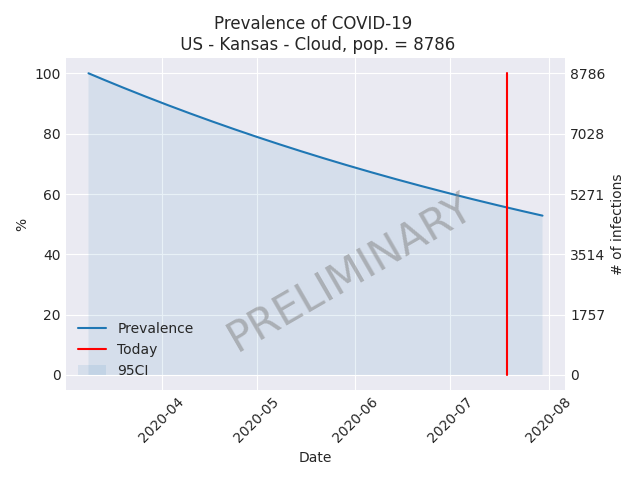 Prevalence of COVID-19
US - Kansas - Cloud, pop. = 8786
100
80
60
40
20
0
%
8786
7028
5271
3514
1757
0
# of infections
PRELIMINARY
Prevalence
Today
95CI
2020-04
2020-05
2020-06
2020-07
2020-08
Date